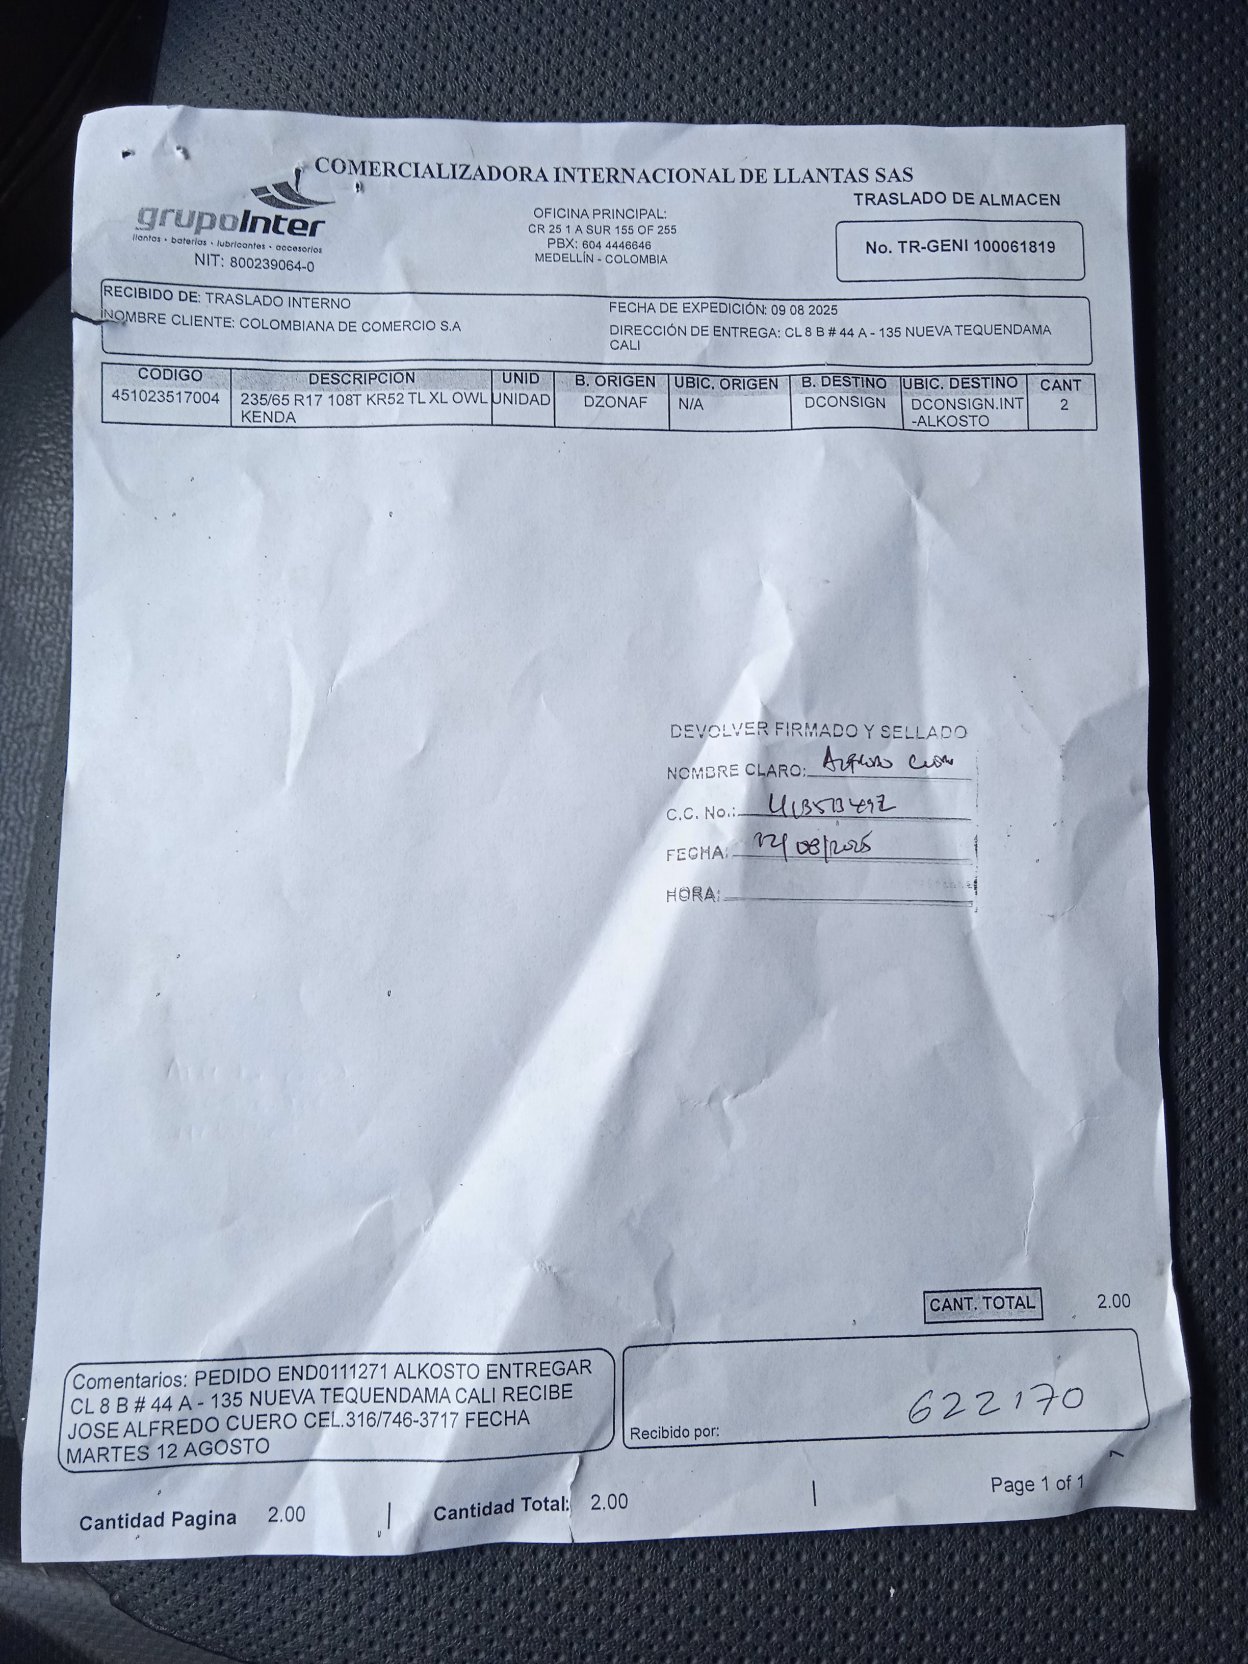 COMERCIALIZADORA INTERNACIONAL DE LLANTAS SAS
grupoInter
llantas • baterías • lubricantes • accesorios
NIT: 800239064-0
OFICINA PRINCIPAL:
CR 25 1 A SUR 155 OF 255
PBX: 604 4446646
MEDELLÍN - COLOMBIA
TRASLADO DE ALMACEN
No. TR-GENI 100061819
RECIBIDO DE: TRASLADO INTERNO
NOMBRE CLIENTE: COLOMBIANA DE COMERCIO S.A
FECHA DE EXPEDICIÓN: 09 08 2025
DIRECCIÓN DE ENTREGA: CL 8 B # 44 A - 135 NUEVA TEQUENDAMA
CALI
CODIGO DESCRIPCION UNID B. ORIGEN UBIC. ORIGEN B. DESTINO UBIC. DESTINO CANT
451023517004 235/65 R17 108T KR52 TL XL OWL UNIDAD DZONAF N/A DCONSIGN DCONSIGN.INT 2
KENDA -ALKOSTO
DEVOLVER FIRMADO Y SELLADO
NOMBRE CLARO: Alfredo
C.C. No.:
FECHA: 12/08/2025
HORA:
CANT. TOTAL 2.00
Comentarios: PEDIDO END0111271 ALKOSTO ENTREGAR
CL 8 B # 44 A - 135 NUEVA TEQUENDAMA CALI RECIBE
JOSE ALFREDO CUERO CEL.316/746-3717 FECHA
MARTES 12 AGOSTO
622170
Recibido por:
Cantidad Pagina 2.00 | Cantidad Total: 2.00 | Page 1 of 1